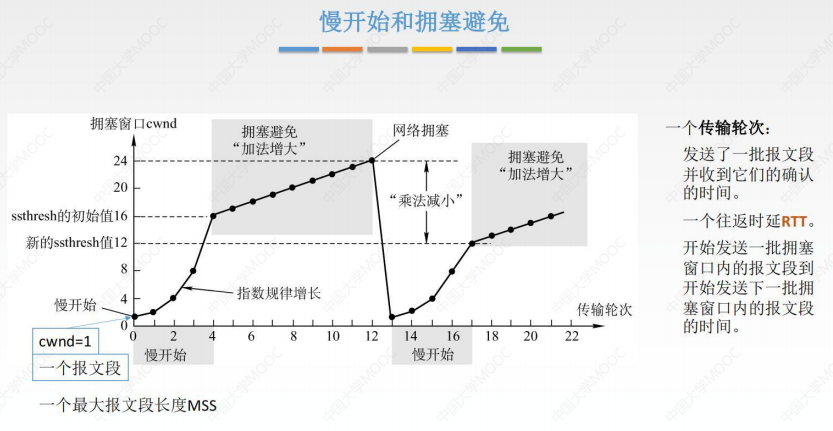 慢开始和拥塞避免
拥塞窗口cwnd
拥塞避免
“加法增大”
网络拥塞
拥塞避免
“加法增大”
24
20
“乘法减小”
ssthresh的初始值16
新的ssthresh值12
8
指数规律增长
慢开始
4
传输轮次
0
0 2 4 6 8 10 12 14 16 18 20 22
慢开始
慢开始
cwnd=1
一个报文段
一个最大报文段长度MSS
一个传输轮次：
发送了一批报文段
并收到它们的确认
的时间。
一个往返时延RTT。
开始发送一批拥塞
窗口内的报文段到
开始发送下一批拥
塞窗口内的报文段
的时间。
中国大学MOOC